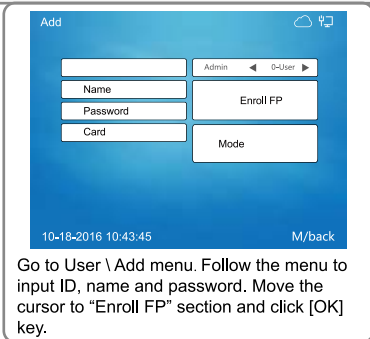 Add
Admin ◀ 0-User ▶
Name
Enroll FP
Password
Card
Mode
10-18-2016 10:43:45 M/back
Go to User \ Add menu. Follow the menu to
input ID, name and password. Move the
cursor to “Enroll FP” section and click [OK]
key.